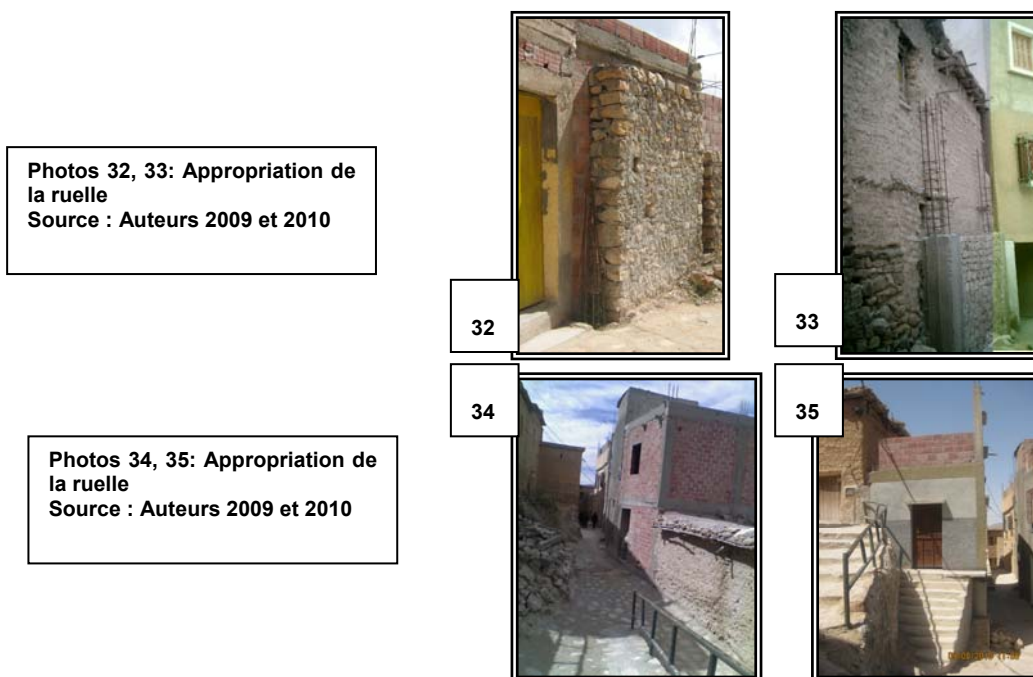 Photos 32, 33: Appropriation de
la ruelle
Source : Auteurs 2009 et 2010
32
33
Photos 34, 35: Appropriation de
la ruelle
Source : Auteurs 2009 et 2010
34
35